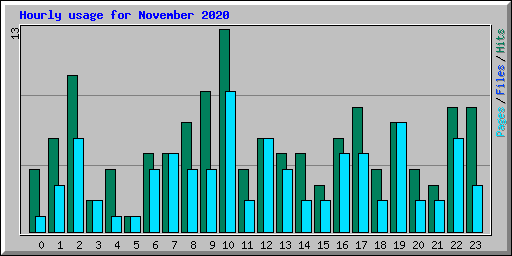 Hourly usage for November 2020
13
Pages/Files/Hits
0 1 2 3 4 5 6 7 8 9 10 11 12 13 14 15 16 17 18 19 20 21 22 23